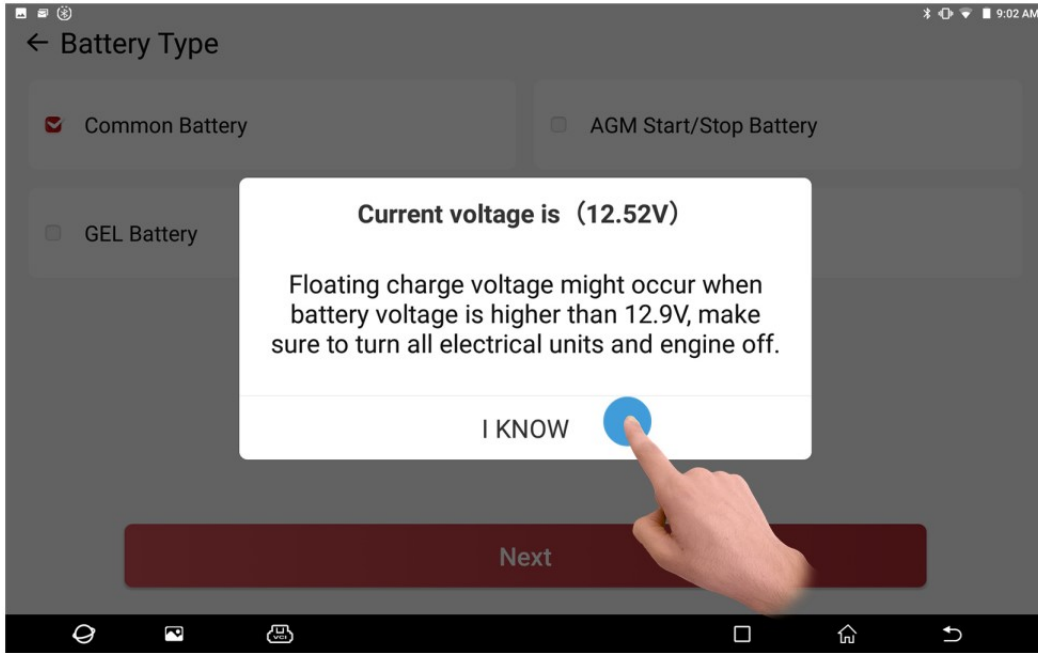 9:02 AM
Battery Type
Common Battery
AGM Start/Stop Battery
GEL Battery
Current voltage is（12.52V）
Floating charge voltage might occur when
battery voltage is higher than 12.9V, make
sure to turn all electrical units and engine off.
I KNOW
Next
VCI